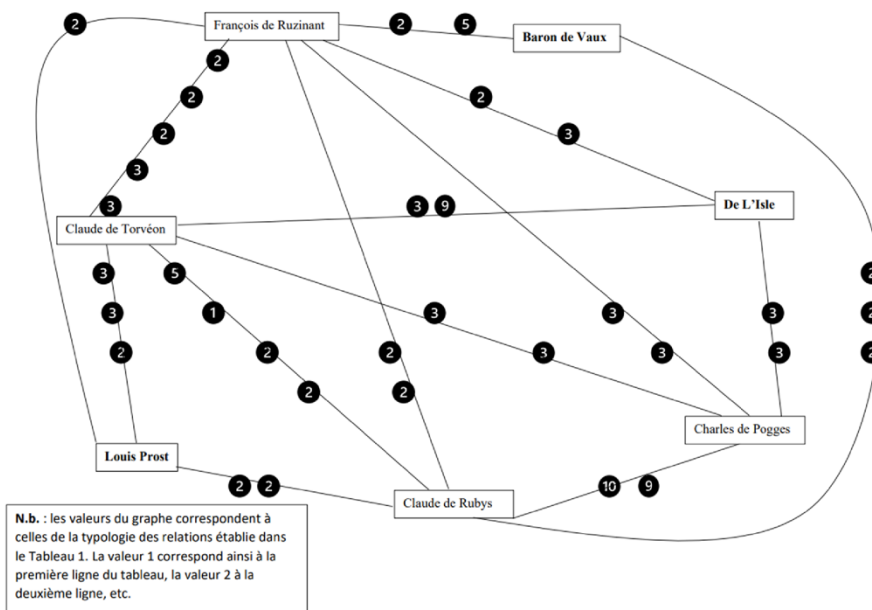 2
François de Ruzinant
2 5
Baron de Vaux
2
2
2
3
3
2
3
De L'Isle
3 9
Claude de Torvéon
3
3
2
5
1
2
2
3
3
2
2
3
3
3
3
2
2
2
Charles de Pogges
Louis Prost
2 2
Claude de Rubys
10 9
N.b. : les valeurs du graphe correspondent à
celles de la typologie des relations établie dans
le Tableau 1. La valeur 1 correspond ainsi à la
première ligne du tableau, la valeur 2 à la
deuxième ligne, etc.